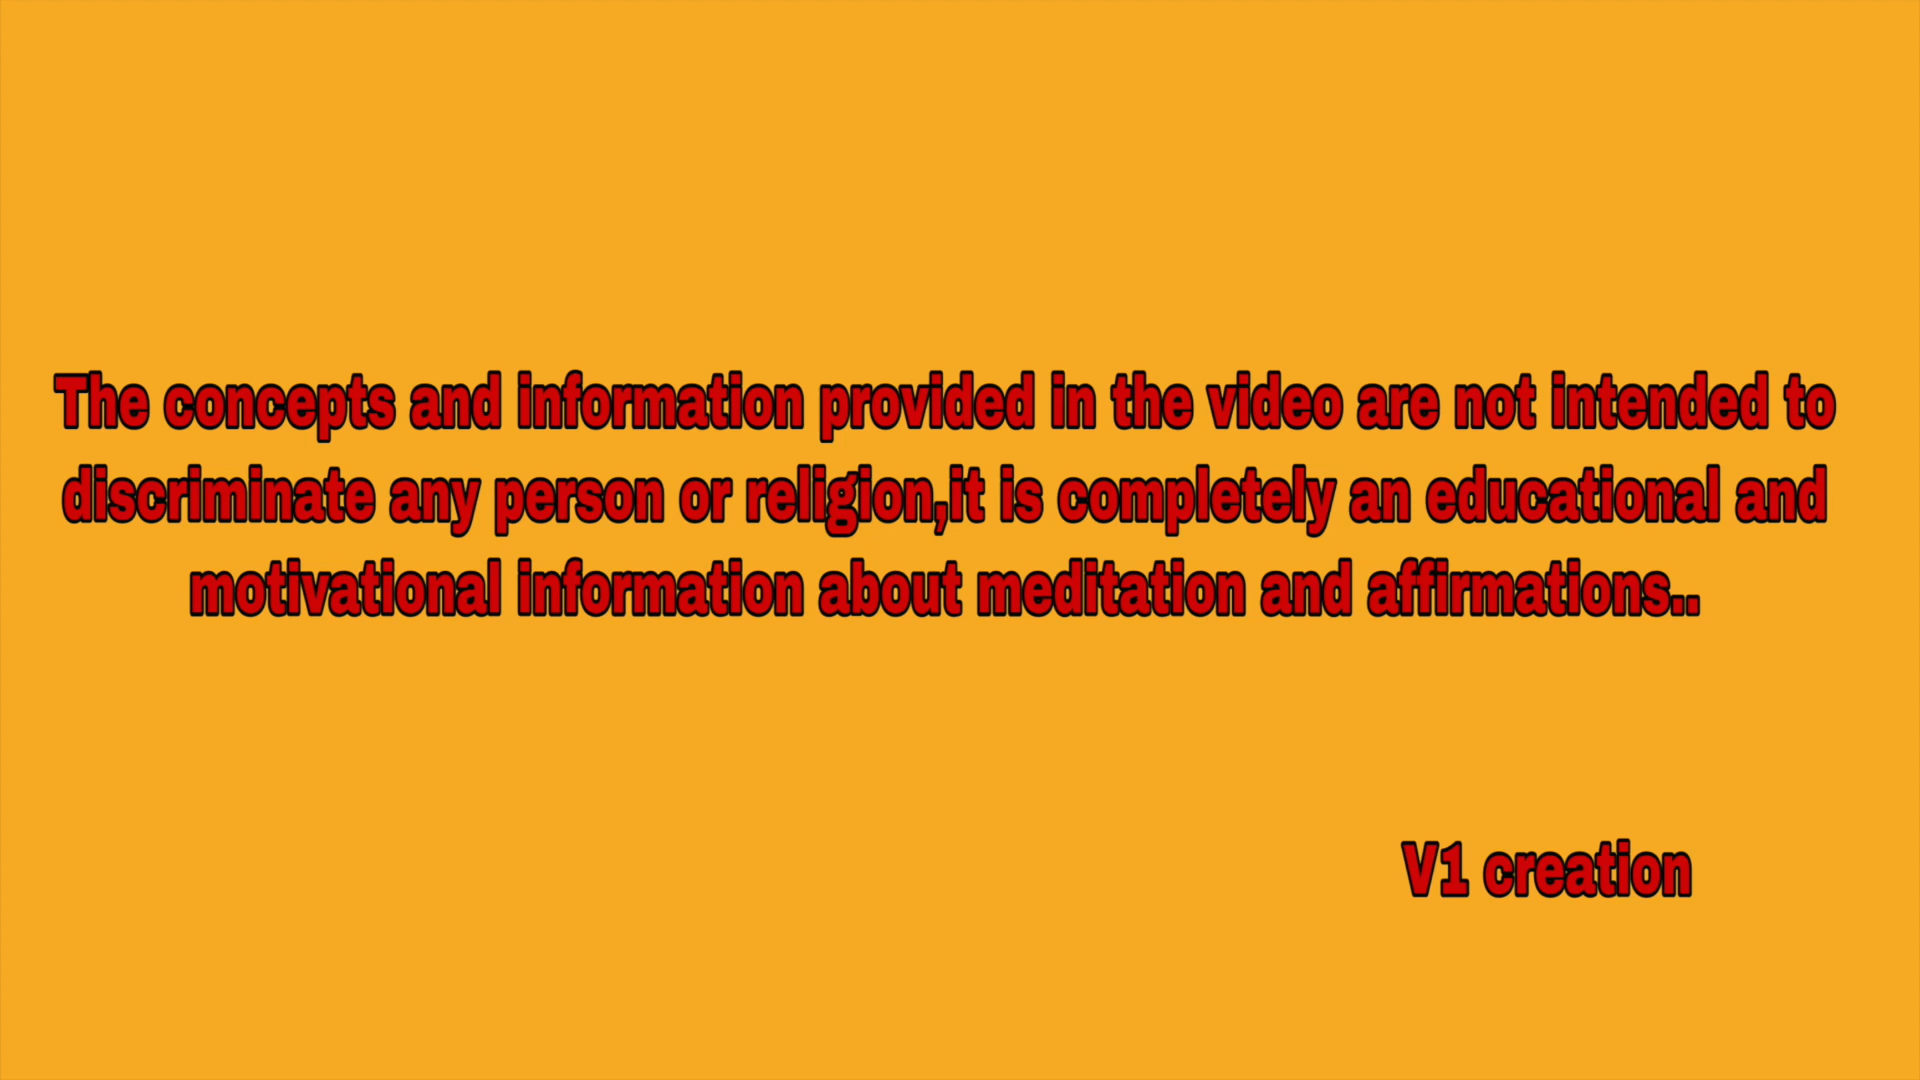 The concepts and information provided in the video are not intended to
discriminate any person or religion,it is completely an educational and
motivational information about meditation and affirmations..
V1 creation